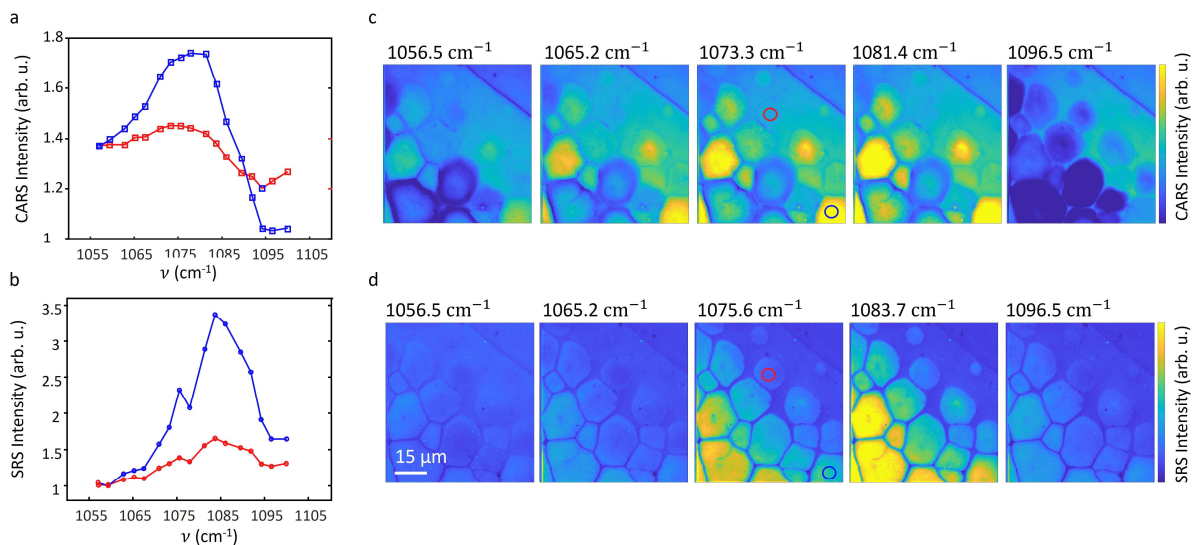 a
1.8
1.6
1.4
1.2
1
CARS Intensity (arb. u.)
1055 1065 1075 1085 1095 1105
ν (cm⁻¹)
b
3.5
3
2.5
2
1.5
1
SRS Intensity (arb. u.)
1055 1065 1075 1085 1095 1105
ν (cm⁻¹)
c
1056.5 cm⁻¹ 1065.2 cm⁻¹ 1073.3 cm⁻¹ 1081.4 cm⁻¹ 1096.5 cm⁻¹
CARS Intensity (arb. u.)
d
1056.5 cm⁻¹ 1065.2 cm⁻¹ 1075.6 cm⁻¹ 1083.7 cm⁻¹ 1096.5 cm⁻¹
15 μm
SRS Intensity (arb. u.)